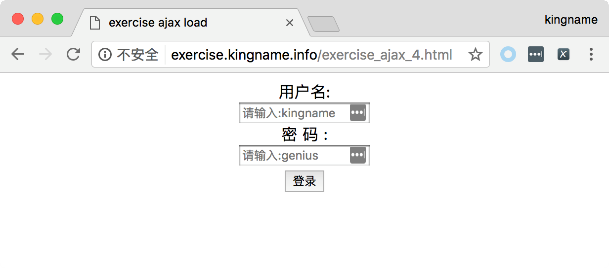 exercise ajax load
kingname
不安全 exercise.kingname.info/exercise_ajax_4.html
用户名:
请输入:kingname
密 码 :
请输入:genius
登录